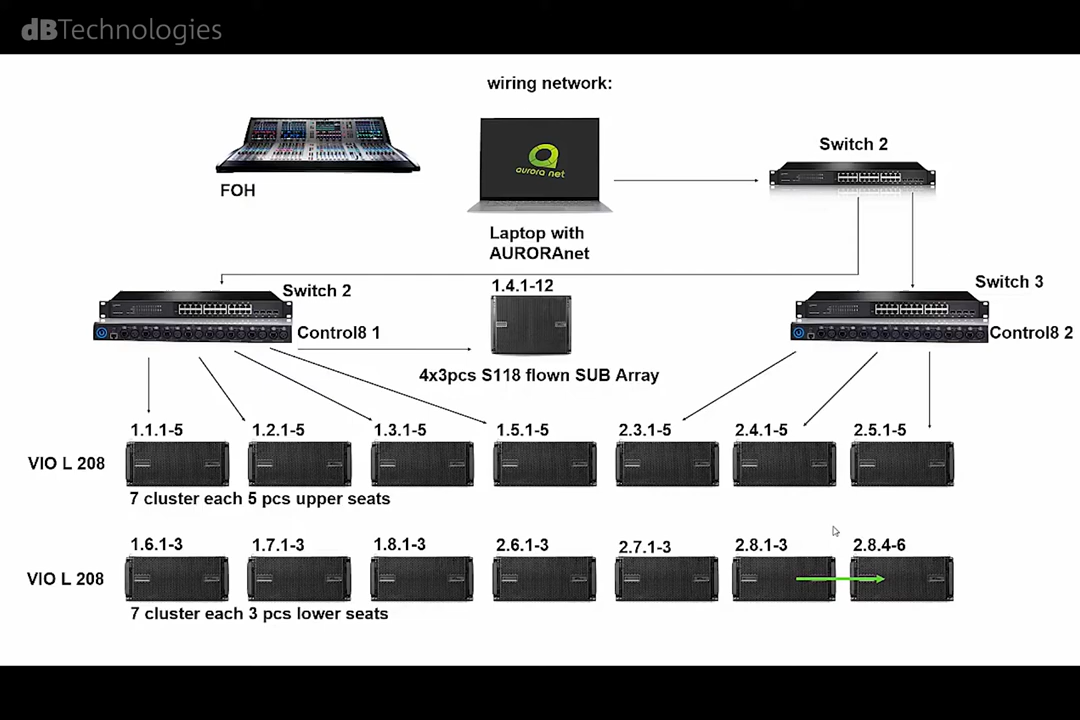 dBTechnologies
wiring network:
Switch 2
FOH
aurora net
Laptop with
AURORAnet
Switch 2
1.4.1-12
Switch 3
Control8 1
Control8 2
4x3pcs S118 flown SUB Array
1.1.1-5 1.2.1-5 1.3.1-5 1.5.1-5 2.3.1-5 2.4.1-5 2.5.1-5
VIO L 208
7 cluster each 5 pcs upper seats
1.6.1-3 1.7.1-3 1.8.1-3 2.6.1-3 2.7.1-3 2.8.1-3 2.8.4-6
VIO L 208
7 cluster each 3 pcs lower seats